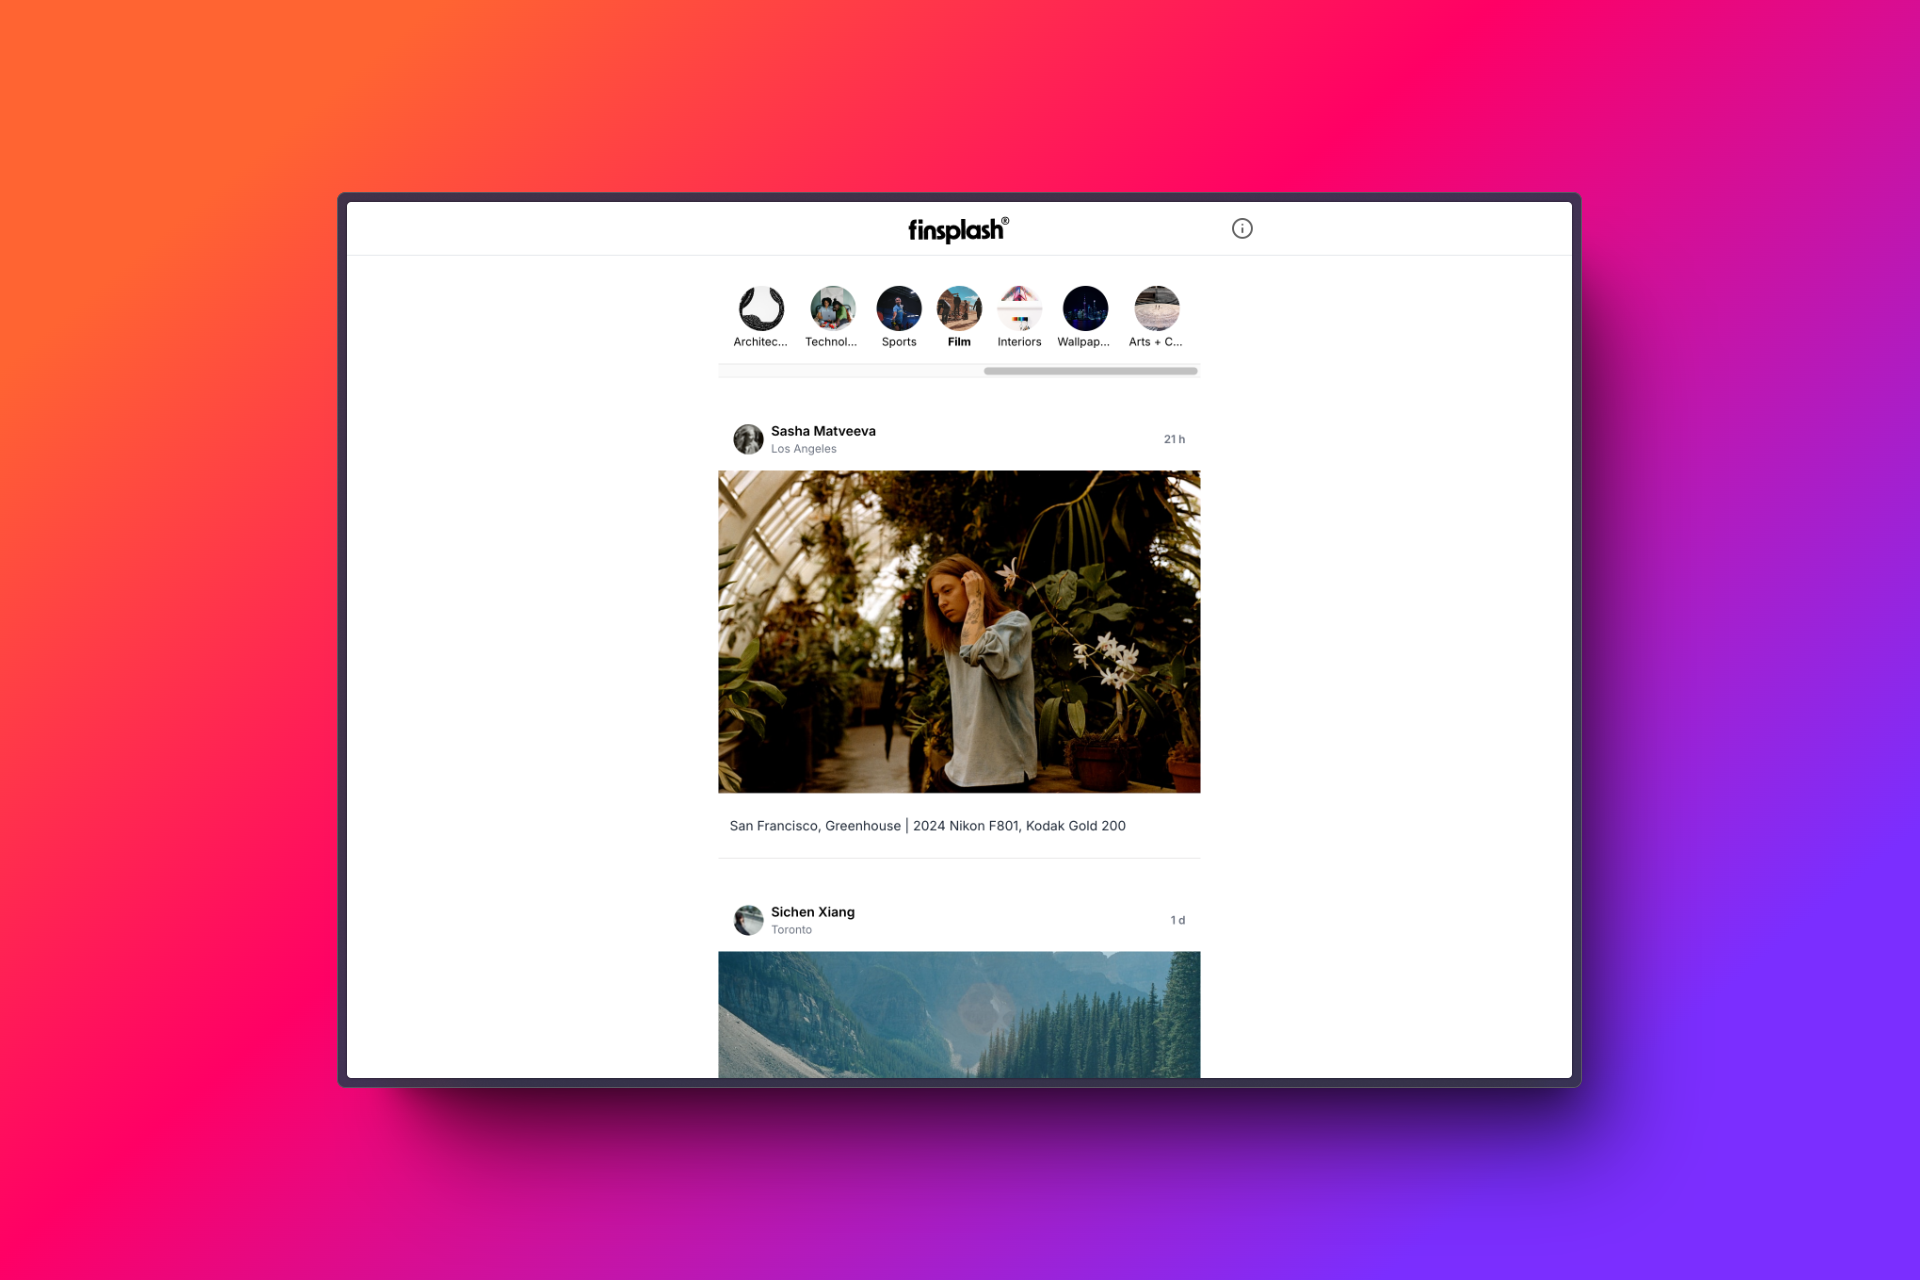 finsplash®
Architec...
Technol...
Sports
Film
Interiors
Wallpap...
Arts + C...
Sasha Matveeva
Los Angeles
21 h
San Francisco, Greenhouse | 2024 Nikon F801, Kodak Gold 200
Sichen Xiang
Toronto
1 d